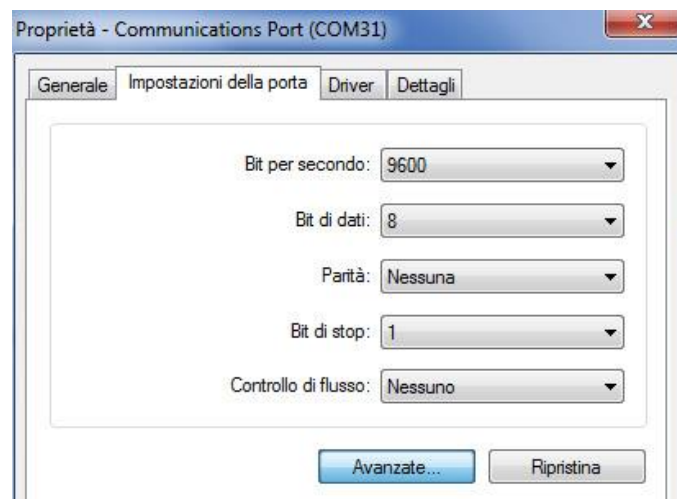 Proprietà - Communications Port (COM31)
Generale Impostazioni della porta Driver Dettagli
Bit per secondo: 9600
Bit di dati: 8
Parità: Nessuna
Bit di stop: 1
Controllo di flusso: Nessuno
Avanzate... Ripristina